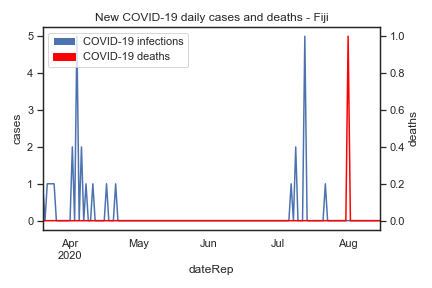 New COVID-19 daily cases and deaths - Fiji
COVID-19 infections
COVID-19 deaths
5
4
3
2
1
0
cases
1.0
0.8
0.6
0.4
0.2
0.0
deaths
Apr May Jun Jul Aug
2020
dateRep